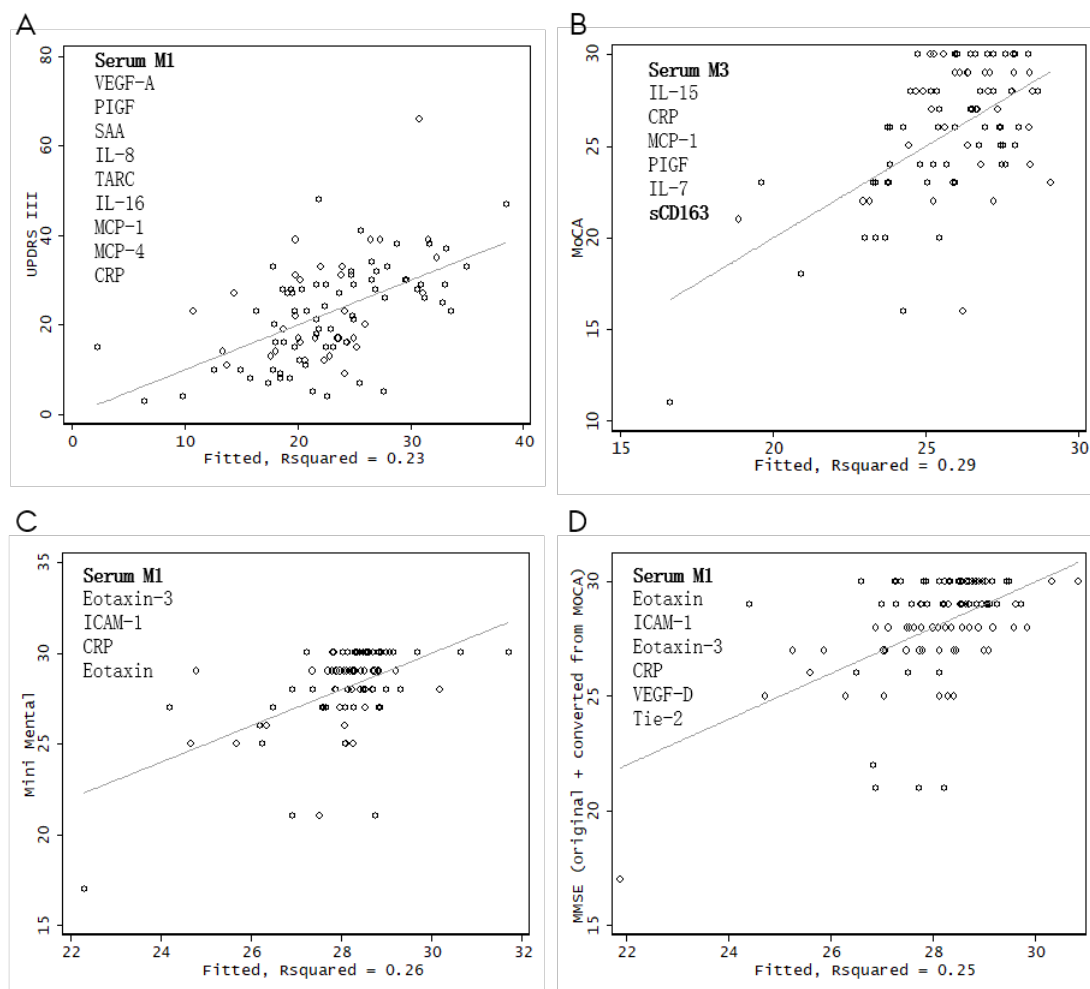 A
Serum M1
VEGF-A
PIGF
SAA
IL-8
TARC
IL-16
MCP-1
MCP-4
CRP
UPDRS III
80
60
40
20
0
0 10 20 30 40
Fitted, Rsquared = 0.23
B
Serum M3
IL-15
CRP
MCP-1
PIGF
IL-7
sCD163
MoCA
30
25
20
15
10
15 20 25 30
Fitted, Rsquared = 0.29
C
Serum M1
Eotaxin-3
ICAM-1
CRP
Eotaxin
Mini Mental
35
30
25
20
15
22 24 26 28 30 32
Fitted, Rsquared = 0.26
D
Serum M1
Eotaxin
ICAM-1
Eotaxin-3
CRP
VEGF-D
Tie-2
MMSE (original + converted from MOCA)
30
25
20
15
22 24 26 28 30
Fitted, Rsquared = 0.25